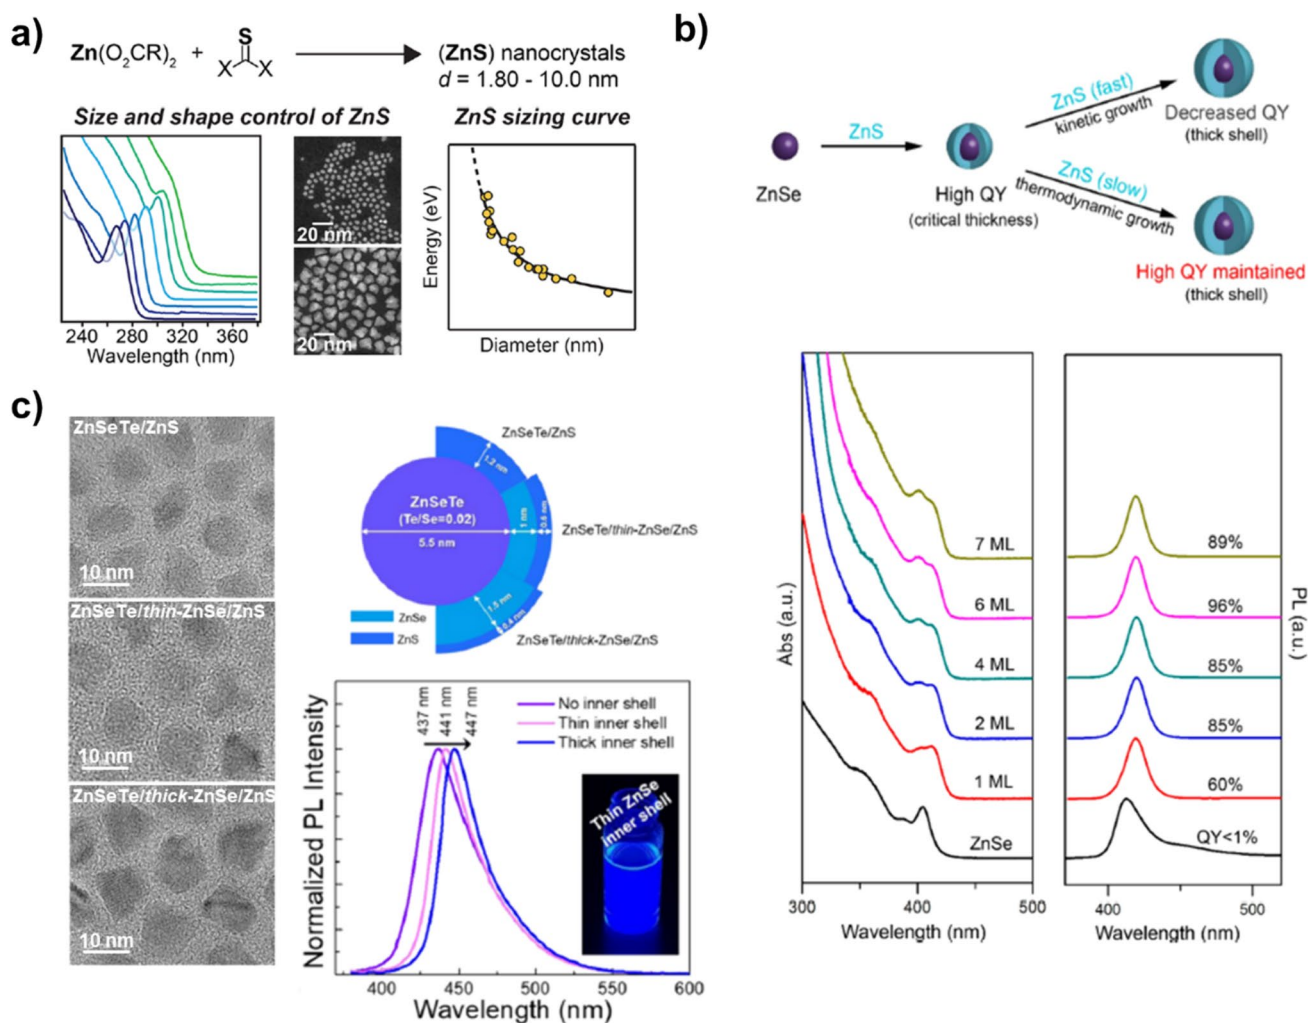 a)
Zn(O₂CR)₂ + X S X (ZnS) nanocrystals
d = 1.80 - 10.0 nm
Size and shape control of ZnS
ZnS sizing curve
20 nm
20 nm
240 280 320 360
Wavelength (nm)
Energy (eV)
Diameter (nm)
b)
ZnSe
ZnS
High QY
(critical thickness)
ZnS (fast)
kinetic growth
Decreased QY
(thick shell)
ZnS (slow)
thermodynamic growth
High QY maintained
(thick shell)
Abs (a.u.)
7 ML
6 ML
4 ML
2 ML
1 ML
ZnSe
300 400 500
Wavelength (nm)
89%
96%
85%
85%
60%
QY<1%
400 500
Wavelength (nm)
PL (a.u.)
c)
ZnSeTe/ZnS
10 nm
ZnSeTe/thin-ZnSe/ZnS
10 nm
ZnSeTe/thick-ZnSe/ZnS
10 nm
ZnSeTe/ZnS
1.2 nm
ZnSeTe
(Te/Se=0.02)
5.5 nm
1 nm
0.6 nm
ZnSeTe/thin-ZnSe/ZnS
1.5 nm
0.4 nm
ZnSeTe/thick-ZnSe/ZnS
ZnSe
ZnS
Normalized PL Intensity
437 nm
441 nm
447 nm
No inner shell
Thin inner shell
Thick inner shell
Thin ZnSe
inner shell
400 450 500 550 600
Wavelength (nm)